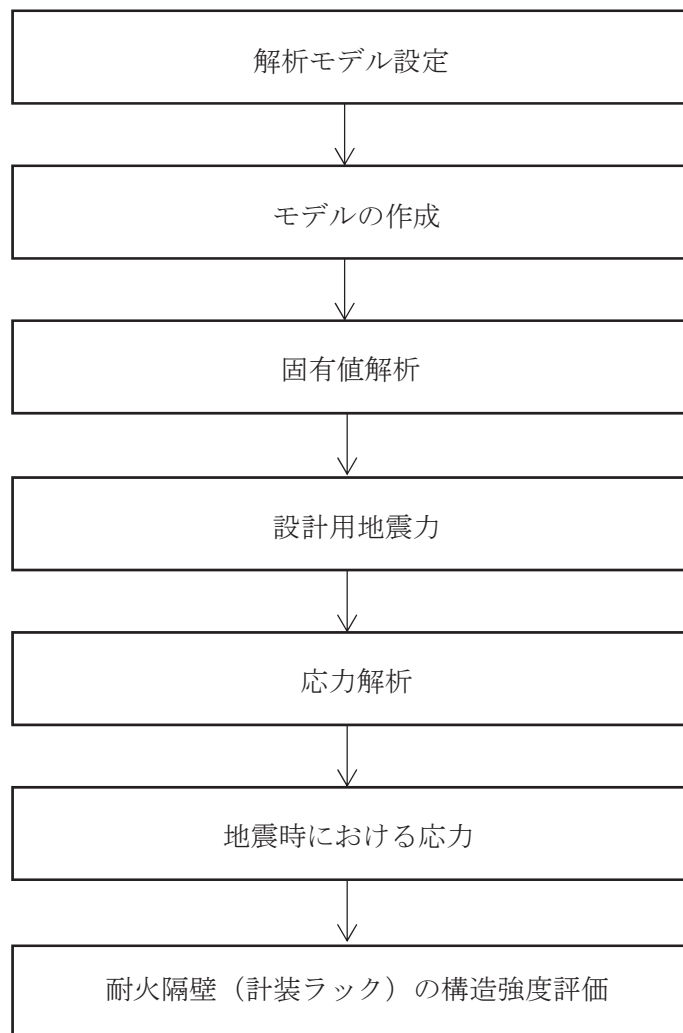 解析モデル設定
モデルの作成
固有値解析
設計用地震力
応力解析
地震時における応力
耐火隔壁（計装ラック）の構造強度評価